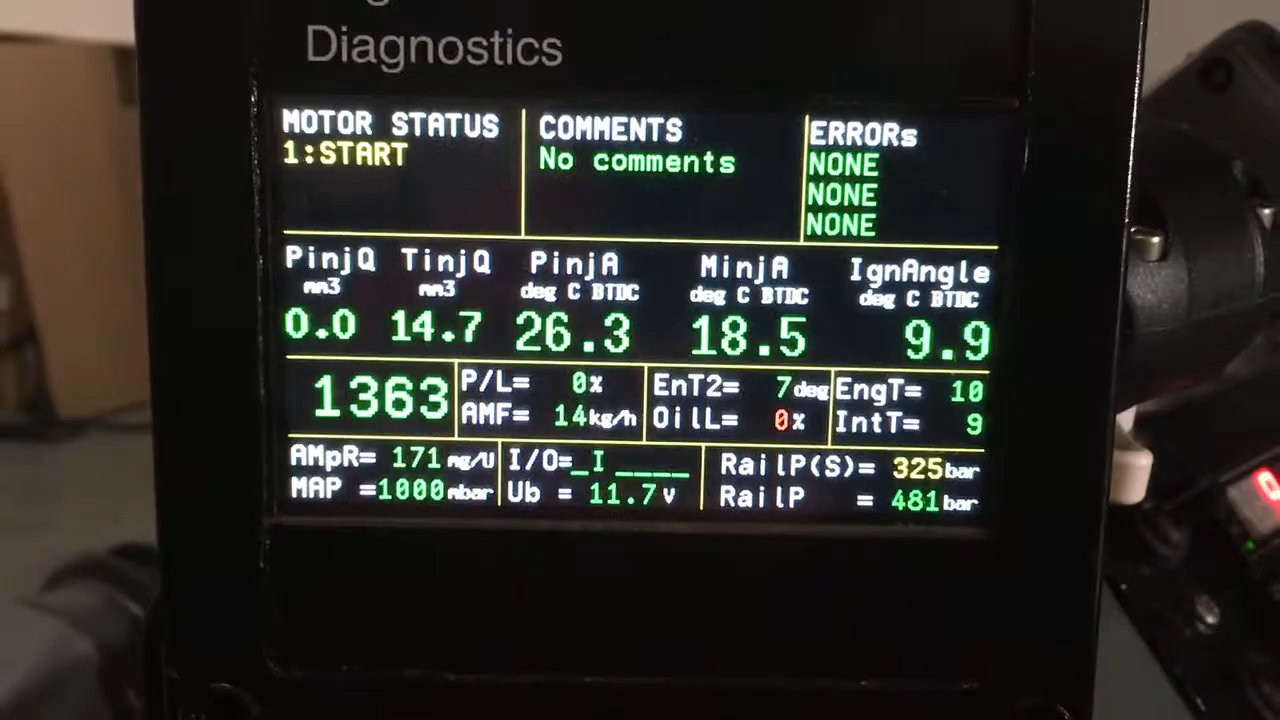 Diagnostics
MOTOR STATUS
1:START
COMMENTS
No comments
ERRORs
NONE
NONE
NONE
PinjQ TinjQ PinjA MinjA IgnAngle
mm3 mm3 deg C BTDC deg C BTDC deg C BTDC
0.0 14.7 26.3 18.5 9.9
1363
P/L= 0%
AMF= 14kg/h
EnT2= 7deg
OilL= 0%
EngT= 10
IntT= 9
AMpR= 171 mg/U
MAP =1000mbar
I/O=_I ____
Ub = 11.7v
RailP(S)= 325bar
RailP = 481bar